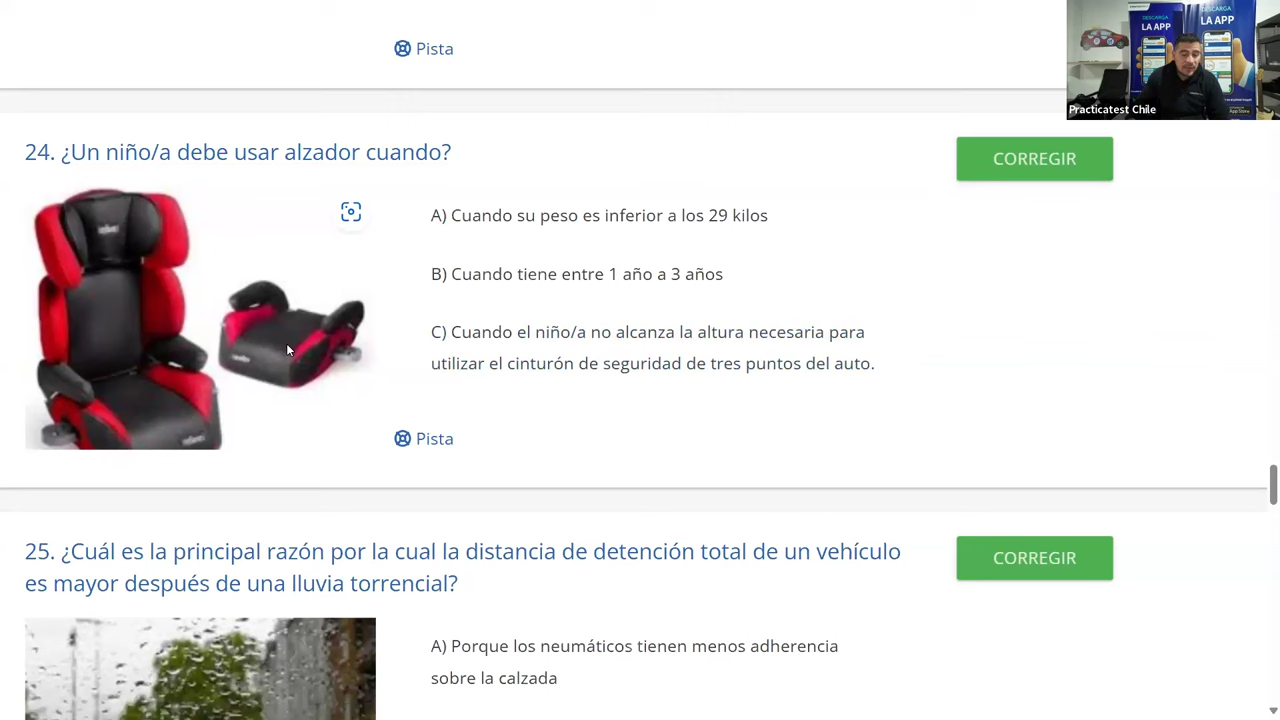 Pista
DESCARGA
LA APP
DESCARGA
LA APP
Practicatest Chile
24. ¿Un niño/a debe usar alzador cuando?
CORREGIR
A) Cuando su peso es inferior a los 29 kilos
B) Cuando tiene entre 1 año a 3 años
C) Cuando el niño/a no alcanza la altura necesaria para
utilizar el cinturón de seguridad de tres puntos del auto.
Pista
25. ¿Cuál es la principal razón por la cual la distancia de detención total de un vehículo
es mayor después de una lluvia torrencial?
CORREGIR
A) Porque los neumáticos tienen menos adherencia
sobre la calzada